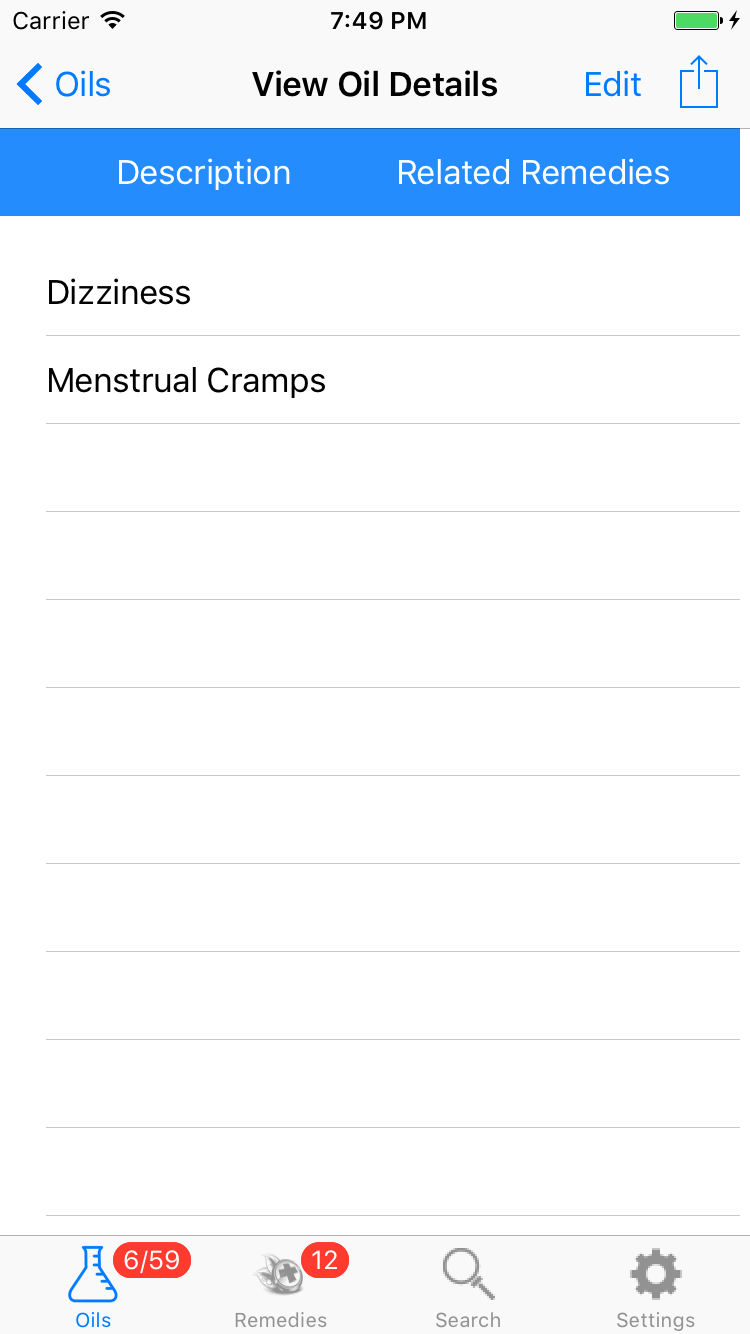 Carrier 7:49 PM
Oils View Oil Details Edit
Description Related Remedies
Dizziness
Menstrual Cramps
6/59 12
Oils Remedies Search Settings